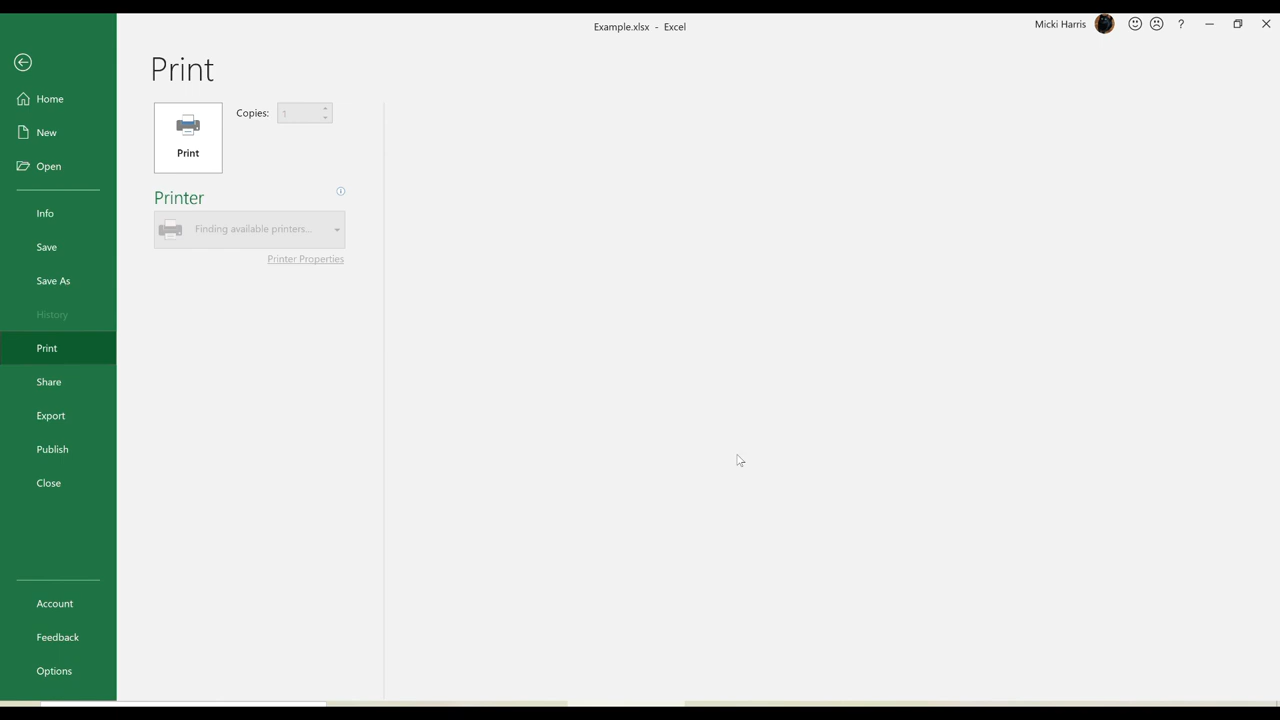 Example.xlsx - Excel
Micki Harris
?
Print
Home
New
Open
Info
Save
Save As
History
Print
Share
Export
Publish
Close
Account
Feedback
Options
Print
Copies: 1
Printer
Finding available printers...
Printer Properties